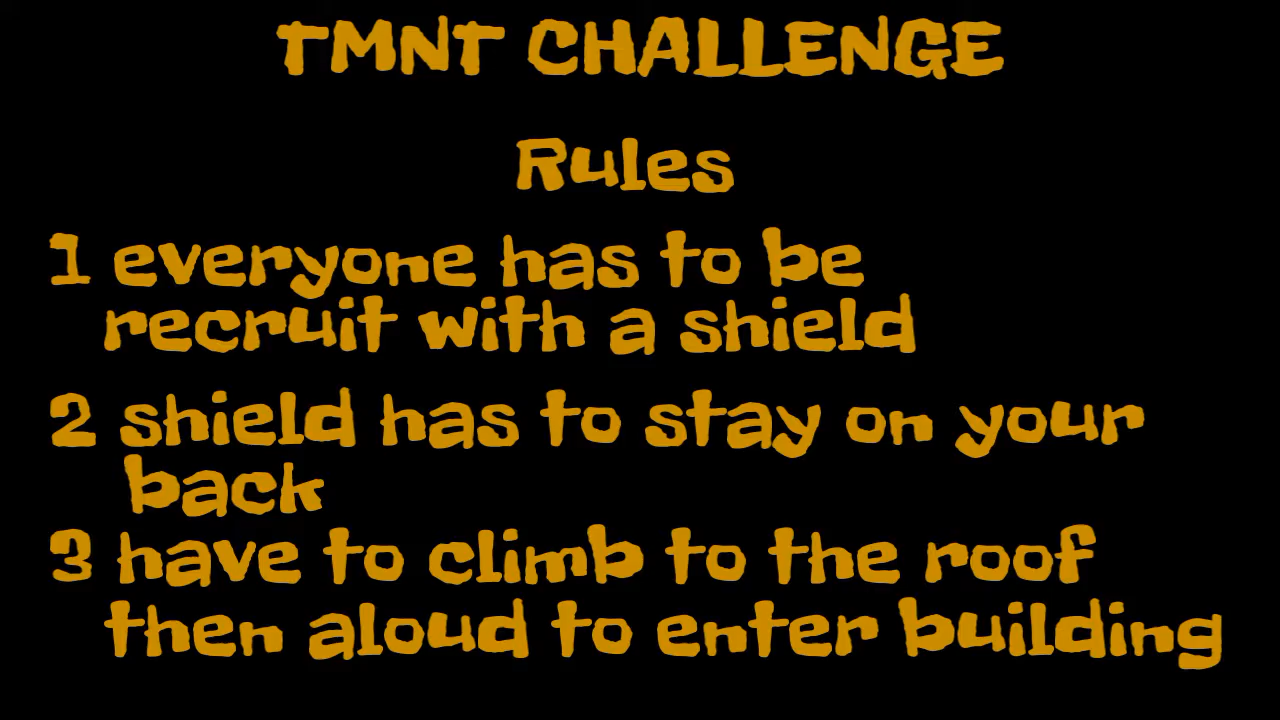 TMNT CHALLENGE
Rules
1 everyone has to be
recruit with a shield
2 shield has to stay on your
back
3 have to climb to the roof
then aloud to enter building